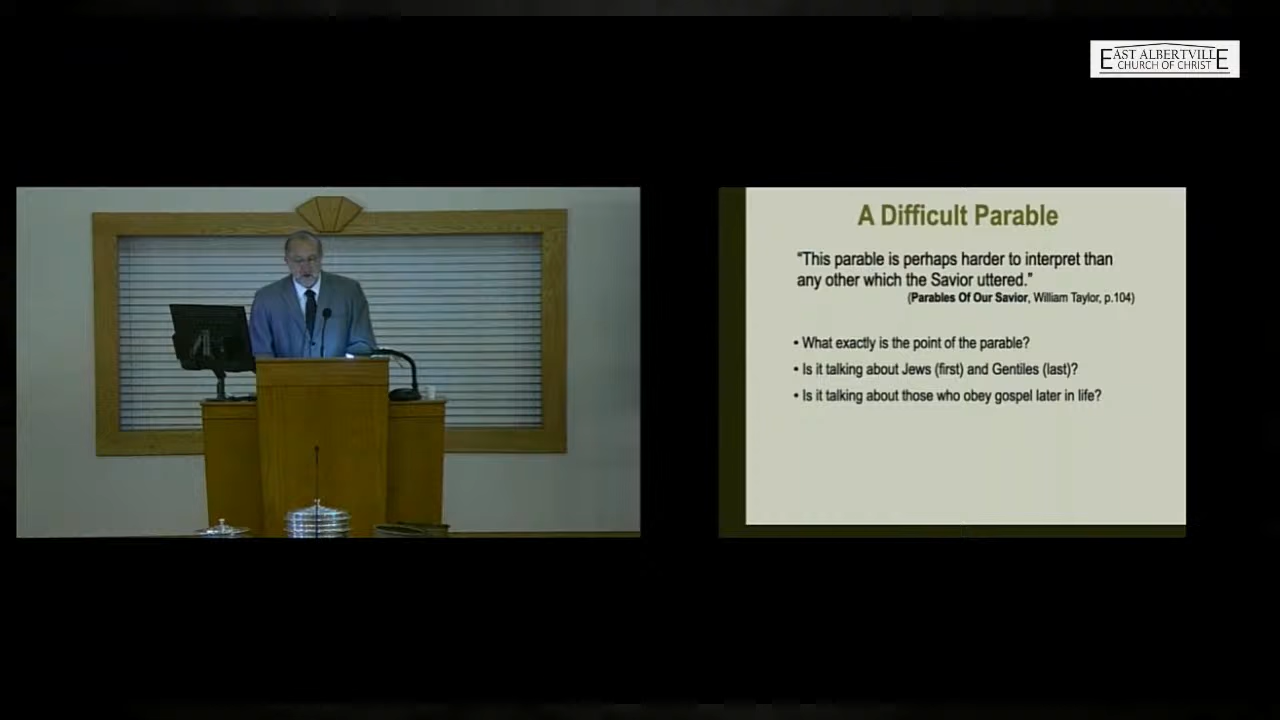 EAST ALBERTVILLE
CHURCH OF CHRIST
A Difficult Parable
“This parable is perhaps harder to interpret than
any other which the Savior uttered.”
(Parables Of Our Savior, William Taylor, p.104)
• What exactly is the point of the parable?
• Is it talking about Jews (first) and Gentiles (last)?
• Is it talking about those who obey gospel later in life?